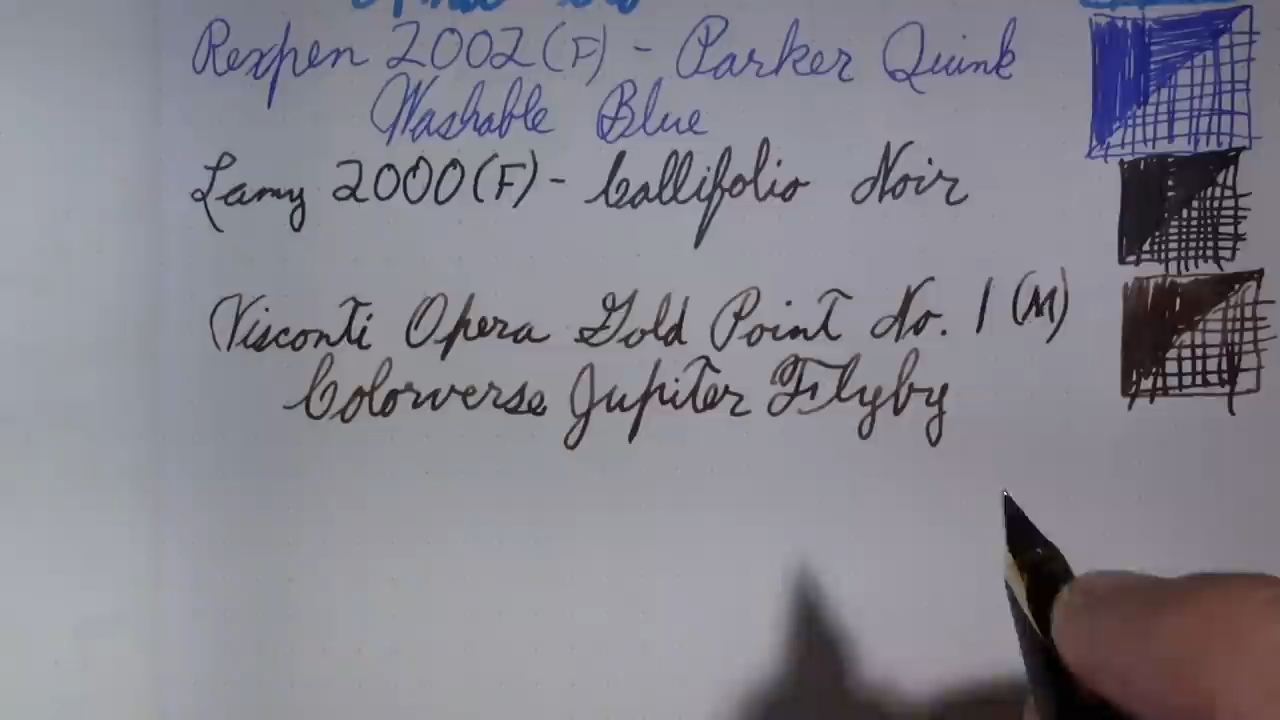 Rexpen 2002 (F) - Parker Quink
Washable Blue
Lamy 2000 (F) - Callifolio Noir
Visconti Opera Gold Point No. 1 (M)
Colorverse Jupiter Flyby